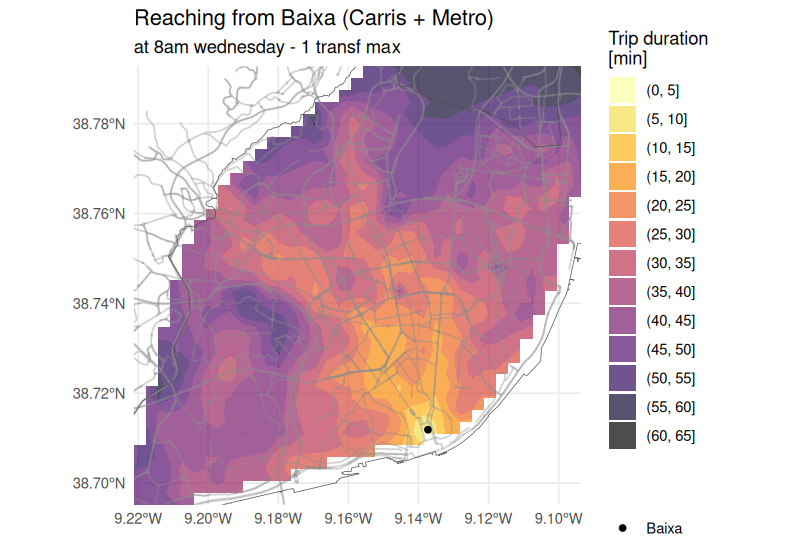 Reaching from Baixa (Carris + Metro)
at 8am wednesday - 1 transf max
Trip duration
[min]
(0, 5]
(5, 10]
(10, 15]
(15, 20]
(20, 25]
(25, 30]
(30, 35]
(35, 40]
(40, 45]
(45, 50]
(50, 55]
(55, 60]
(60, 65]
Baixa
38.78°N
38.76°N
38.74°N
38.72°N
38.70°N
9.22°W 9.20°W 9.18°W 9.16°W 9.14°W 9.12°W 9.10°W